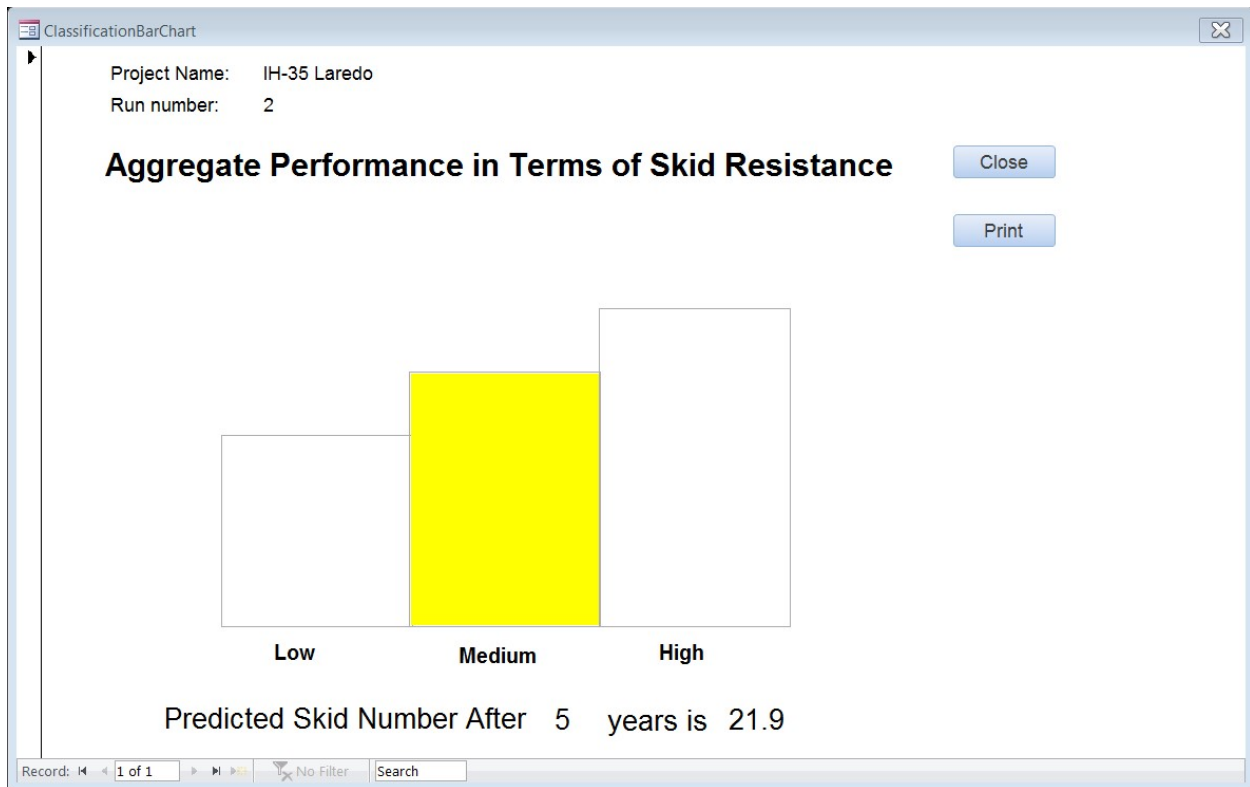 ClassificationBarChart
Project Name: IH-35 Laredo
Run number: 2
Aggregate Performance in Terms of Skid Resistance
Close
Print
Low Medium High
Predicted Skid Number After 5 years is 21.9
Record: 1 of 1 No Filter Search